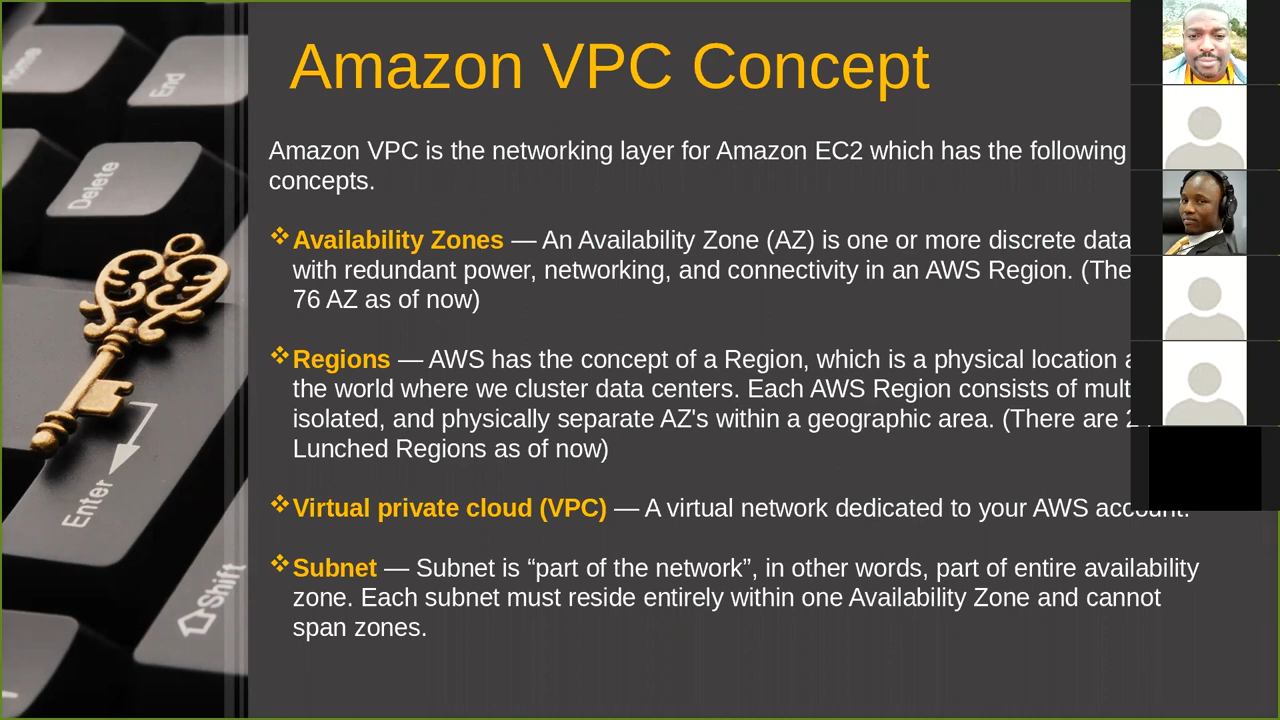 Amazon VPC Concept
Amazon VPC is the networking layer for Amazon EC2 which has the following
concepts.
Availability Zones — An Availability Zone (AZ) is one or more discrete data
with redundant power, networking, and connectivity in an AWS Region. (The
76 AZ as of now)
Regions — AWS has the concept of a Region, which is a physical location
the world where we cluster data centers. Each AWS Region consists of
isolated, and physically separate AZ's within a geographic area. (There are
Lunched Regions as of now)
Virtual private cloud (VPC) — A virtual network dedicated to your AWS account.
Subnet — Subnet is “part of the network”, in other words, part of entire availability
zone. Each subnet must reside entirely within one Availability Zone and cannot
span zones.
Home
End
Delete
Enter
Shift